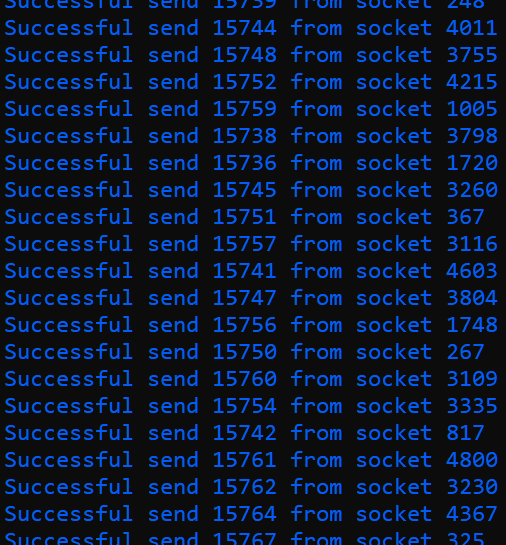 Successful send 15739 from socket 248
Successful send 15744 from socket 4011
Successful send 15748 from socket 3755
Successful send 15752 from socket 4215
Successful send 15759 from socket 1005
Successful send 15738 from socket 3798
Successful send 15736 from socket 1720
Successful send 15745 from socket 3260
Successful send 15751 from socket 367
Successful send 15757 from socket 3116
Successful send 15741 from socket 4603
Successful send 15747 from socket 3804
Successful send 15756 from socket 1748
Successful send 15750 from socket 267
Successful send 15760 from socket 3109
Successful send 15754 from socket 3335
Successful send 15742 from socket 817
Successful send 15761 from socket 4800
Successful send 15762 from socket 3230
Successful send 15764 from socket 4367
Successful send 15767 from socket 325